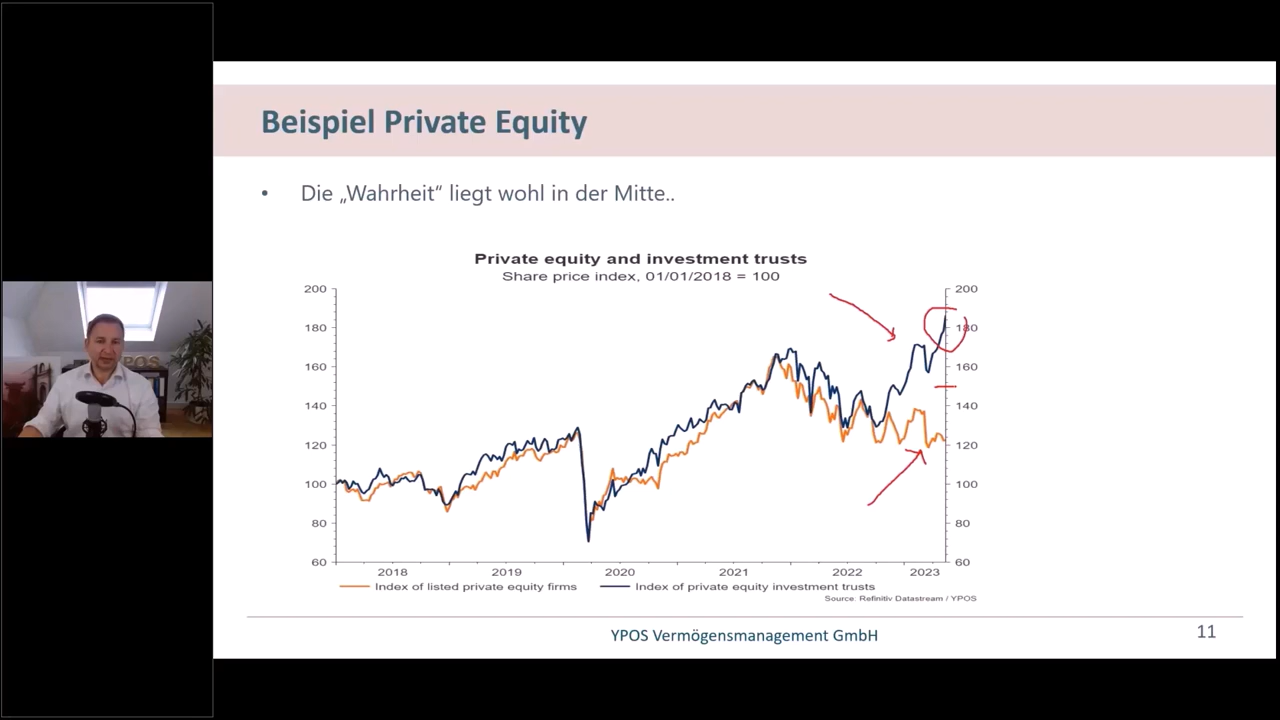 Beispiel Private Equity
• Die „Wahrheit“ liegt wohl in der Mitte..
Private equity and investment trusts
Share price index, 01/01/2018 = 100
200 200
180 180
160 160
140 140
120 120
100 100
80 80
60 60
2018 2019 2020 2021 2022 2023
Index of listed private equity firms Index of private equity investment trusts
Source: Refinitiv Datastream / YPOS
YPOS Vermögensmanagement GmbH
11